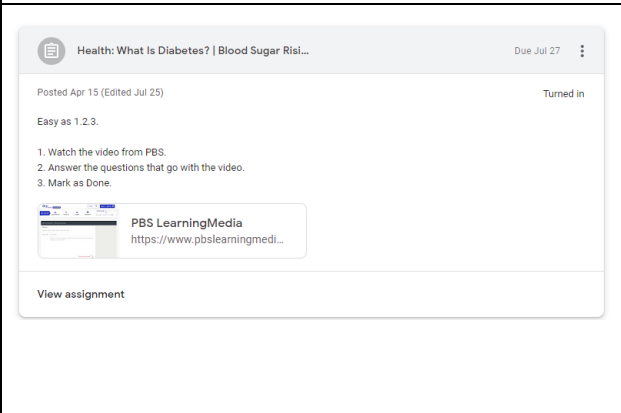 Health: What Is Diabetes? | Blood Sugar Risi...
Due Jul 27
Posted Apr 15 (Edited Jul 25)
Turned in
Easy as 1.2.3.
1. Watch the video from PBS.
2. Answer the questions that go with the video.
3. Mark as Done.
PBS LearningMedia
https://www.pbslearningmedi...
View assignment